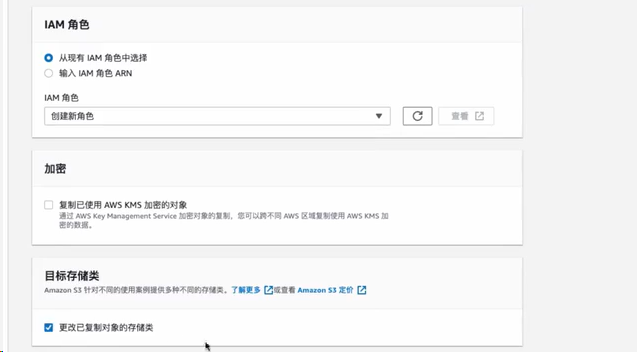 IAM 角色
从现有 IAM 角色中选择
输入 IAM 角色 ARN
IAM 角色
创建新角色
查看
加密
复制已使用 AWS KMS 加密的对象
通过 AWS Key Management Service 加密对象的复制，您可以跨不同 AWS 区域复制使用 AWS KMS 加
密的数据。
目标存储类
Amazon S3 针对不同的使用案例提供多种不同的存储类。了解更多 或查看 Amazon S3 定价
更改已复制对象的存储类